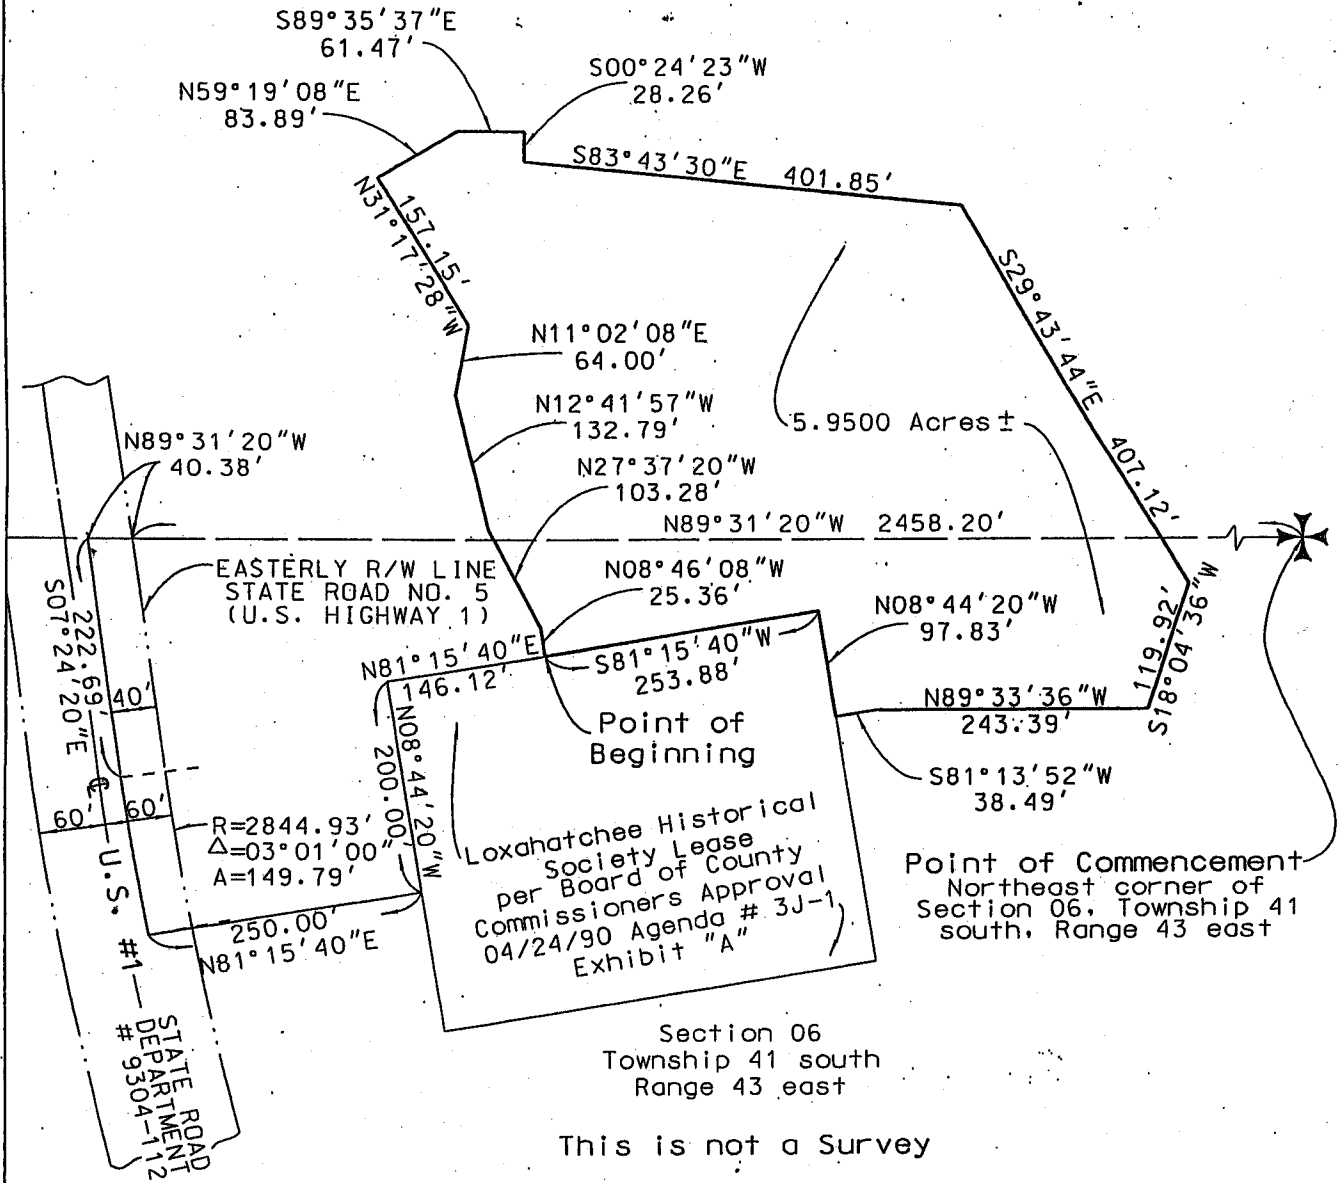 S89°35'37"E
61.47'
S00°24'23"W
28.26'
N59°19'08"E
83.89'
S83°43'30"E 401.85'
N31°17'28"W
157.15'
S29°43'44"E 407.12'
N11°02'08"E
64.00'
N12°41'57"W
132.79'
5.9500 Acres±
N89°31'20"W
40.38'
N27°37'20"W
103.28'
N89°31'20"W 2458.20'
EASTERLY R/W LINE
STATE ROAD NO. 5
(U.S. HIGHWAY 1)
N08°46'08"W
25.36'
N08°44'20"W
97.83'
119.92'
S18°04'36"W
222.69'
S07°24'20"E
N81°15'40"E
146.12'
S81°15'40"W
253.88'
N89°33'36"W
243.39'
40'
Point of
Beginning
N08°44'20"W
200.00'
S81°13'52"W
38.49'
60'
60'
R=2844.93'
Δ=03°01'00"
A=149.79'
Loxahatchee Historical
Society Lease
per Board of County
Commissioners Approval
04/24/90 Agenda # 3J-1,
Exhibit "A"
Point of Commencement
Northeast corner of
Section 06, Township 41
south, Range 43 east
250.00'
N81°15'40"E
℄ U.S. #1
STATE ROAD
DEPARTMENT
# 9304-112
Section 06
Township 41 south
Range 43 east
This is not a Survey